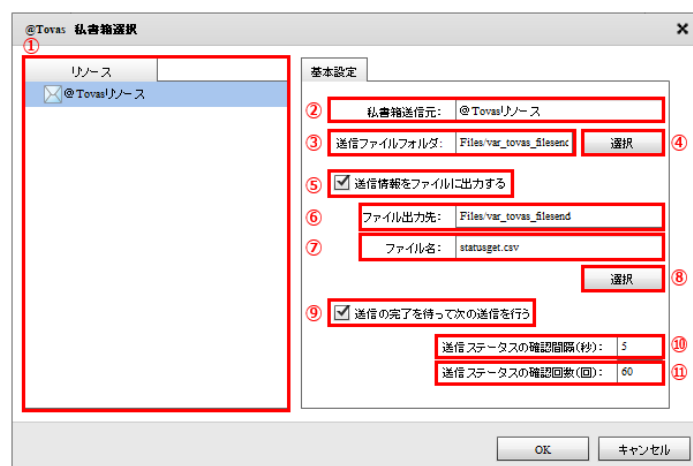 @Tovas 私書箱選択
①
リソース
基本設定
@Tovasリソース
② 私書箱送信元: @Tovasリソース
③ 送信ファイルフォルダ: Files/var_tovas_filesenc 選択 ④
⑤ 送信情報をファイルに出力する
⑥ ファイル出力先: Files/var_tovas_filesend
⑦ ファイル名: statusget.csv
選択 ⑧
⑨ 送信の完了を待って次の送信を行う
送信ステータスの確認間隔(秒): 5 ⑩
送信ステータスの確認回数(回): 60 ⑪
OK キャンセル